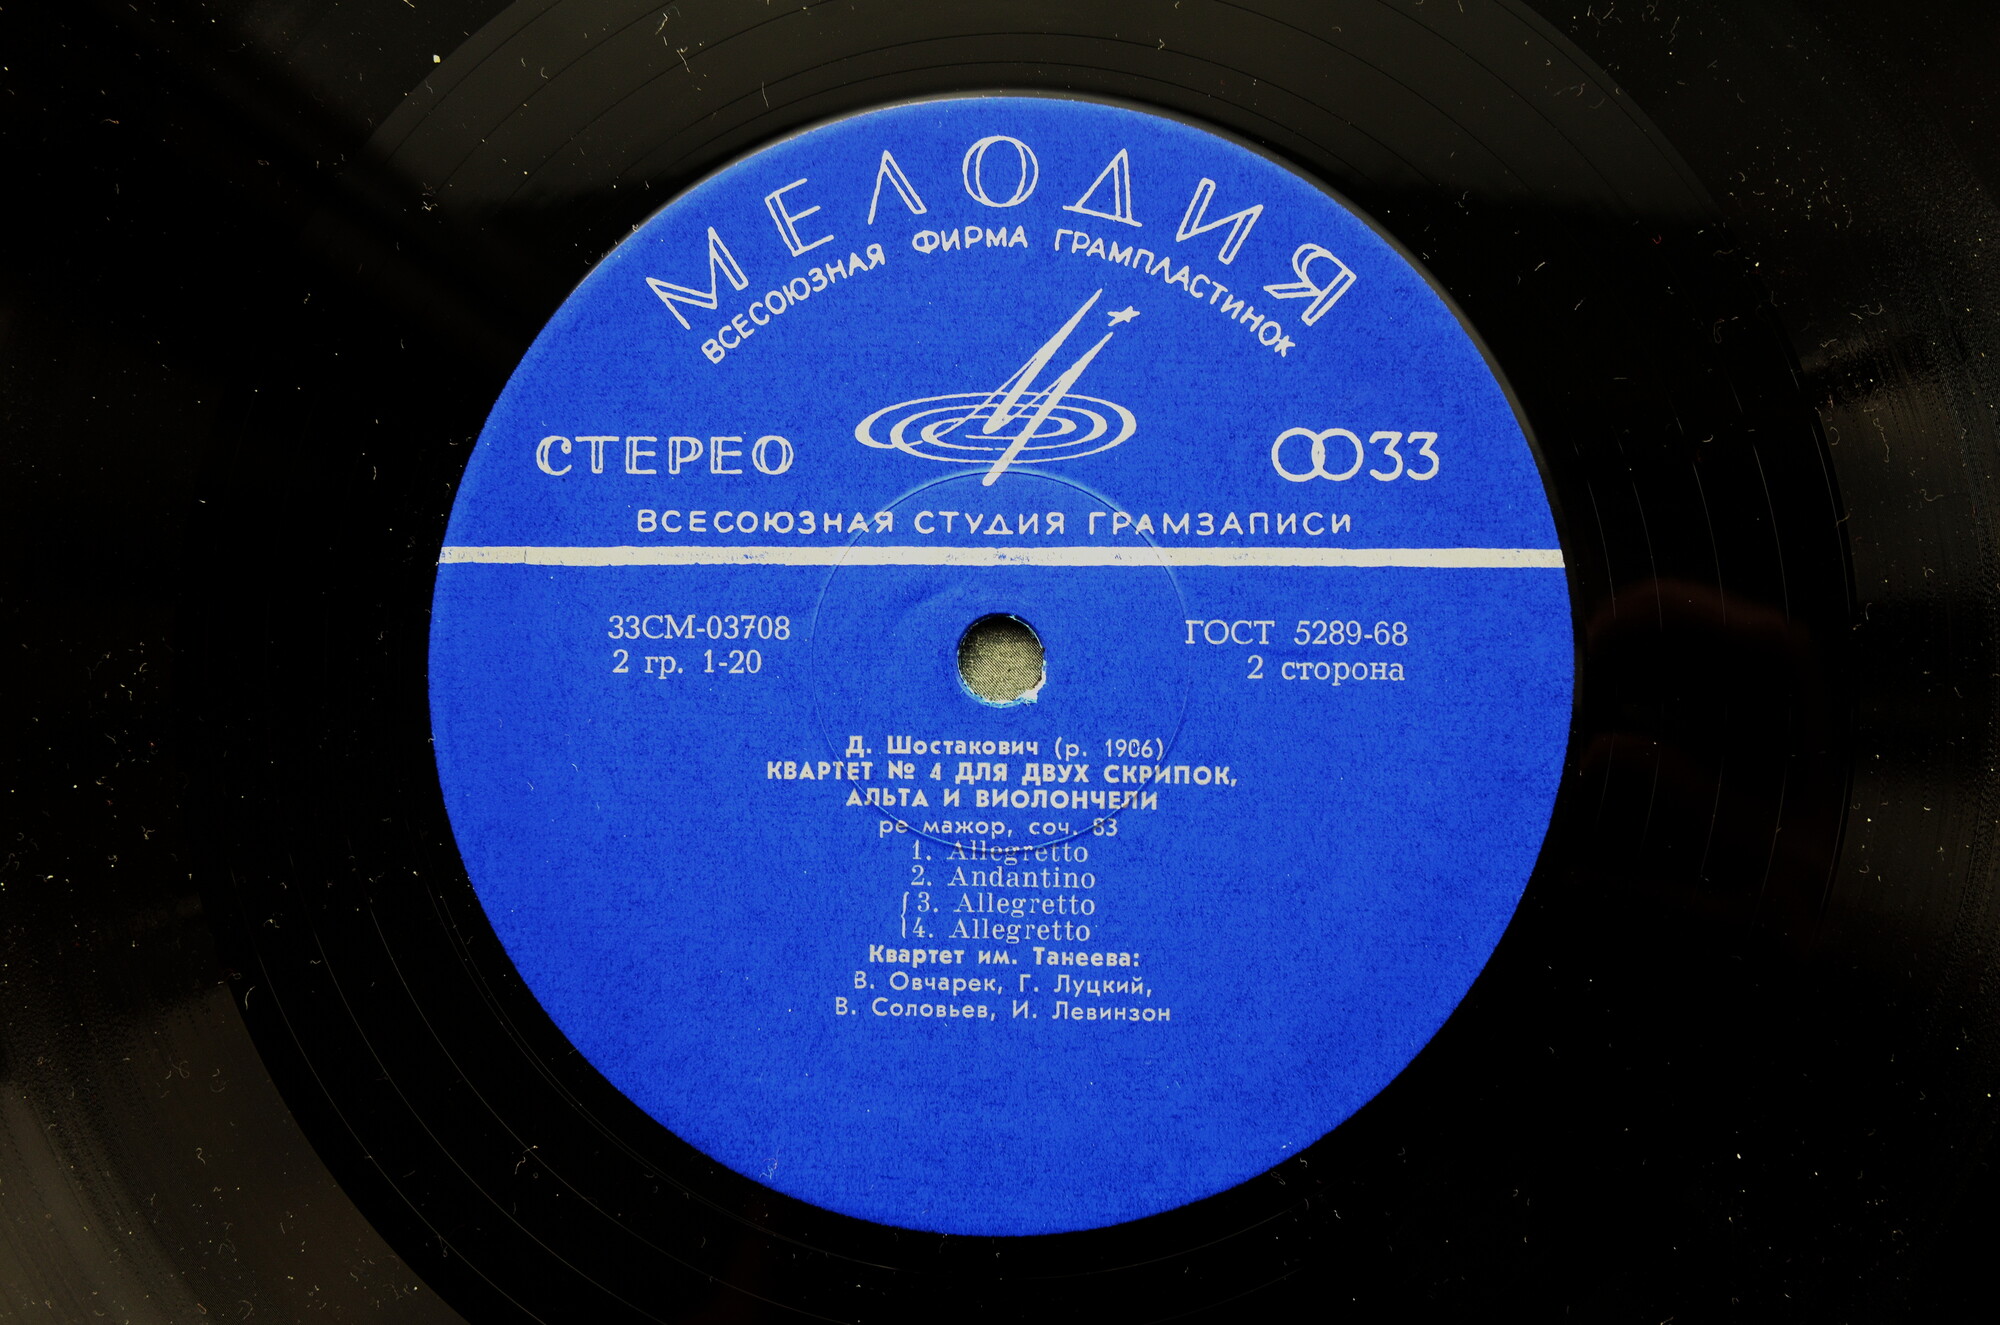 МЕЛОДИЯ
ВСЕСОЮЗНАЯ ФИРМА ГРАМПЛАСТИНОК
СТЕРЕО
33
ВСЕСОЮЗНАЯ СТУДИЯ ГРАМЗАПИСИ
33СМ-03708
2 гр. 1-20
ГОСТ 5289-68
2 сторона
Д. Шостакович (р. 1906)
КВАРТЕТ № 4 ДЛЯ ДВУХ СКРИПОК,
АЛЬТА И ВИОЛОНЧЕЛИ
ре мажор, соч. 83
1. Allegretto
2. Andantino
3. Allegretto
4. Allegretto
Квартет им. Танеева:
В. Овчарек, Г. Луцкий,
В. Соловьев, И. Левинзон